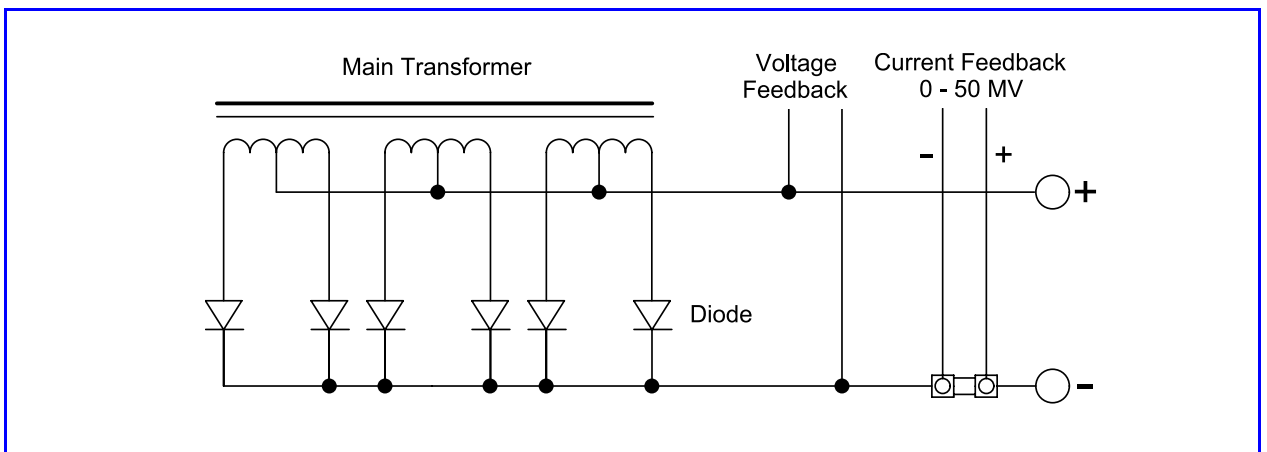 Main Transformer
Voltage
Feedback
Current Feedback
0 - 50 MV
- +
+
Diode
-